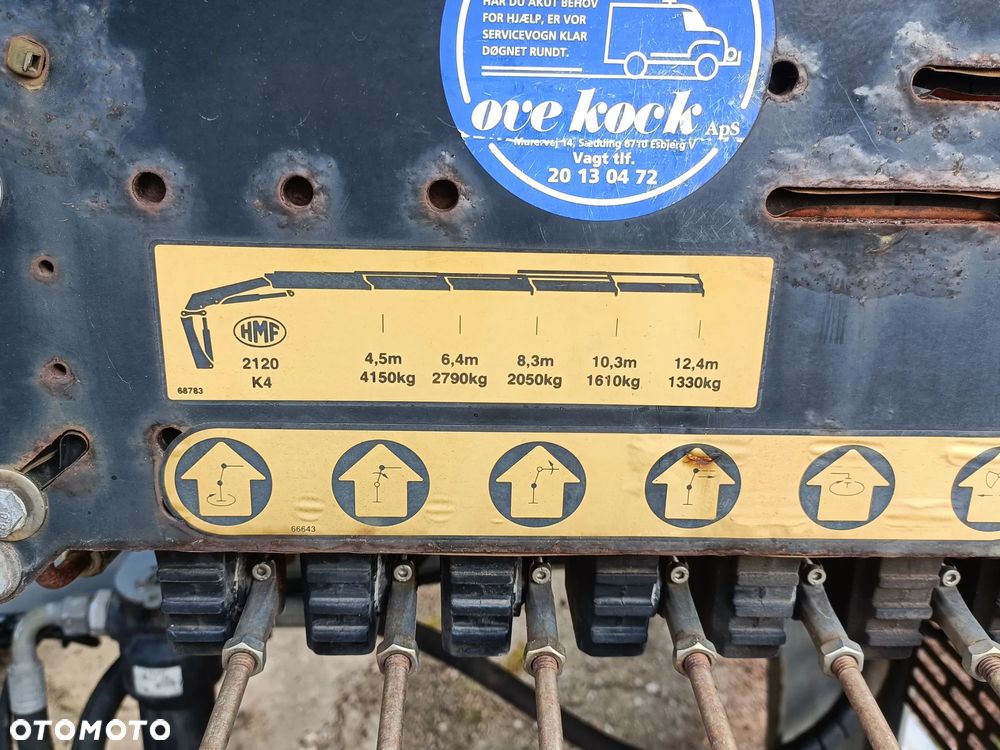 HAR DU AKUT BEHOV
FOR HJÆLP, ER VOR
SERVICEVOGN KLAR
DØGNET RUNDT.
ove kock ApS
14, Sædding 6710 Esbjerg V
Vagt tlf.
20 13 04 72
HMF
2120
K4
4,5m 6,4m 8,3m 10,3m 12,4m
4150kg 2790kg 2050kg 1610kg 1330kg
68783
66643
OTOMOTO